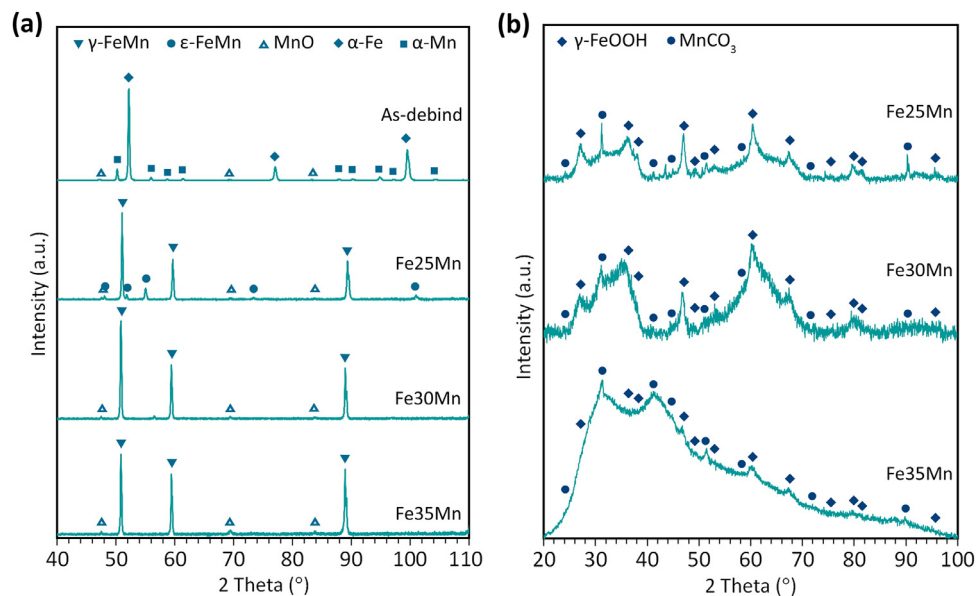 (a)
γ-FeMn ε-FeMn MnO α-Fe α-Mn
As-debind
Fe25Mn
Fe30Mn
Fe35Mn
Intensity (a.u.)
40 50 60 70 80 90 100 110
2 Theta (°)
(b)
γ-FeOOH MnCO₃
Fe25Mn
Fe30Mn
Fe35Mn
Intensity (a.u.)
20 30 40 50 60 70 80 90 100
2 Theta (°)